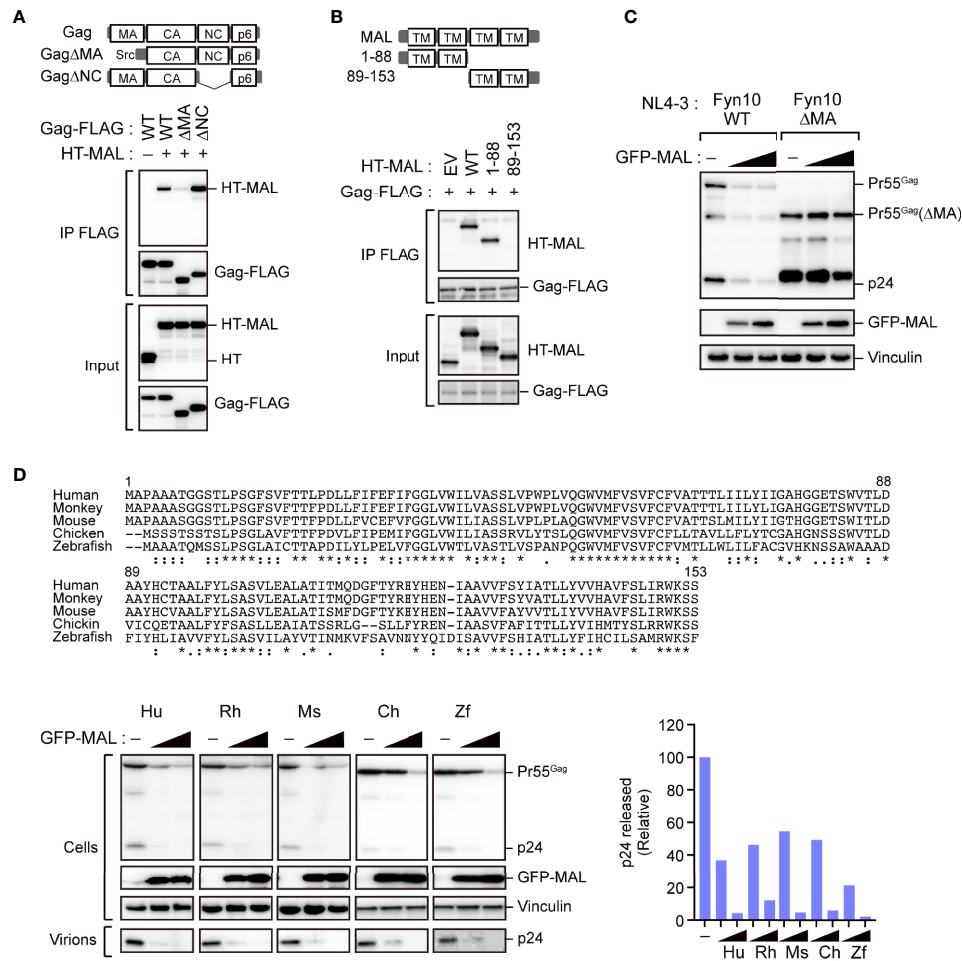 A
Gag MA CA NC p6
GagΔMA Src CA NC p6
GagΔNC MA CA p6
Gag-FLAG : WT WT ΔMA ΔNC
HT-MAL : – + + +
IP FLAG
HT-MAL
Gag-FLAG
Input
HT-MAL
HT
Gag-FLAG
B
MAL TM TM TM TM
1-88 TM TM
89-153 TM TM
HT-MAL : EV WT 1-88 89-153
Gag-FLAG : + + + +
IP FLAG
HT-MAL
Gag-FLAG
Input
HT-MAL
Gag-FLAG
C
NL4-3 : Fyn10 WT Fyn10 ΔMA
GFP-MAL : – –
Pr55Gag
Pr55Gag(ΔMA)
p24
GFP-MAL
Vinculin
D
1 88
Human MAPAAATGGSTLPSGFSVFTTLPDLLFIFEFIFGGLVWILVASSLVPWPLVQGWVMFVSVFCFVATTTLIILYIIGAHGGETSWVTLD
Monkey MAPAAASGGSTLPSGFSVFTTFPDLLFIFEFIFGGLVWILVASSLVPWPLVQGWVMFVSVFCFVATTTLIILYLIGAHGGETSWVTLD
Mouse MAPAAASGGSTLPSGFSVFTTFPDLLFVCEFVFGGLVWILIASSLVPLPLAQGWVMFVSVFCFVATTSLMILYIIGTHGGETSWITLD
Chicken --MSSSTSSTSLPSGLAVFTTFPDVLFVPELIFGGLVWILIASSRVLYTSLQGWVMFVSVFCFLLTAVLLFLYTCGAHGGSSSWTTLD
Zebrafish --MAAATQMSSLPSGLAICTTAPDILYLPEIVFGGLVWTLVASTLVSPANPQGWVMFVSVFCFVMTLLWLILFACGVHKNSSSWAAAD
89 153
Human AAYHCTAALFYLSASVLEALATITMQDGFTYRHYHEN-IAAVVFSYIATLLYVVHAVFSLIRWKSS
Monkey AAYHCTAALFYLSASVLEALATITMQDGFTYRHYHEN-IAAVVFSYIATLLYVVHAVFSLIRWKSS
Mouse AAYHCVAALFYLSASVLEALATISMFDGFTYKHYHEN-IAAVVFAYVVTLIYVVHAVFSLIRWKSS
Chickin VICQETAALFYLSASLLEAIATSSRLG--SLLFYREN-IAASVFAFITTLLYVIHMTYSLRRWKSS
Zebrafish FIYHLIAVVFYLSASVILAYVTINMKVFSAVNNYYQIDISAVVFSHIATLLYFIHCILSAMRWKSF
Hu Rh Ms Ch Zf
GFP-MAL : – – – – –
Cells
Pr55Gag
p24
GFP-MAL
Vinculin
Virions
p24
p24 released
(Relative)
120
100
80
60
40
20
0
– Hu Rh Ms Ch Zf